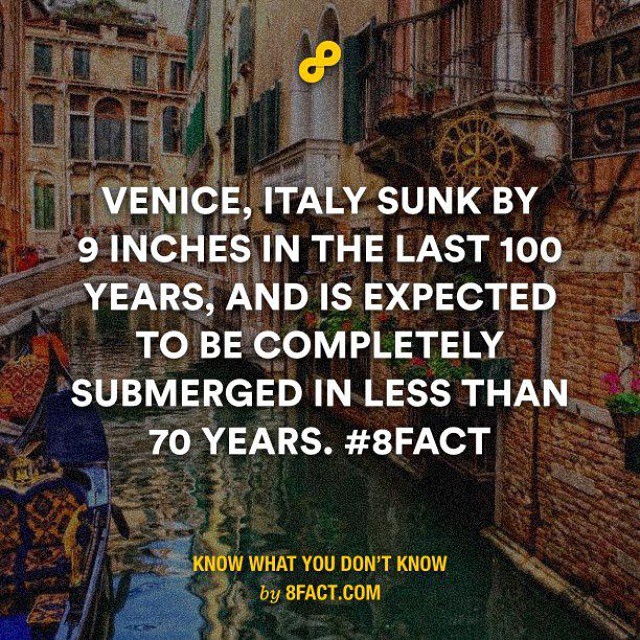 VENICE, ITALY SUNK BY
9 INCHES IN THE LAST 100
YEARS, AND IS EXPECTED
TO BE COMPLETELY
SUBMERGED IN LESS THAN
70 YEARS. #8FACT
KNOW WHAT YOU DON'T KNOW
by 8FACT.COM